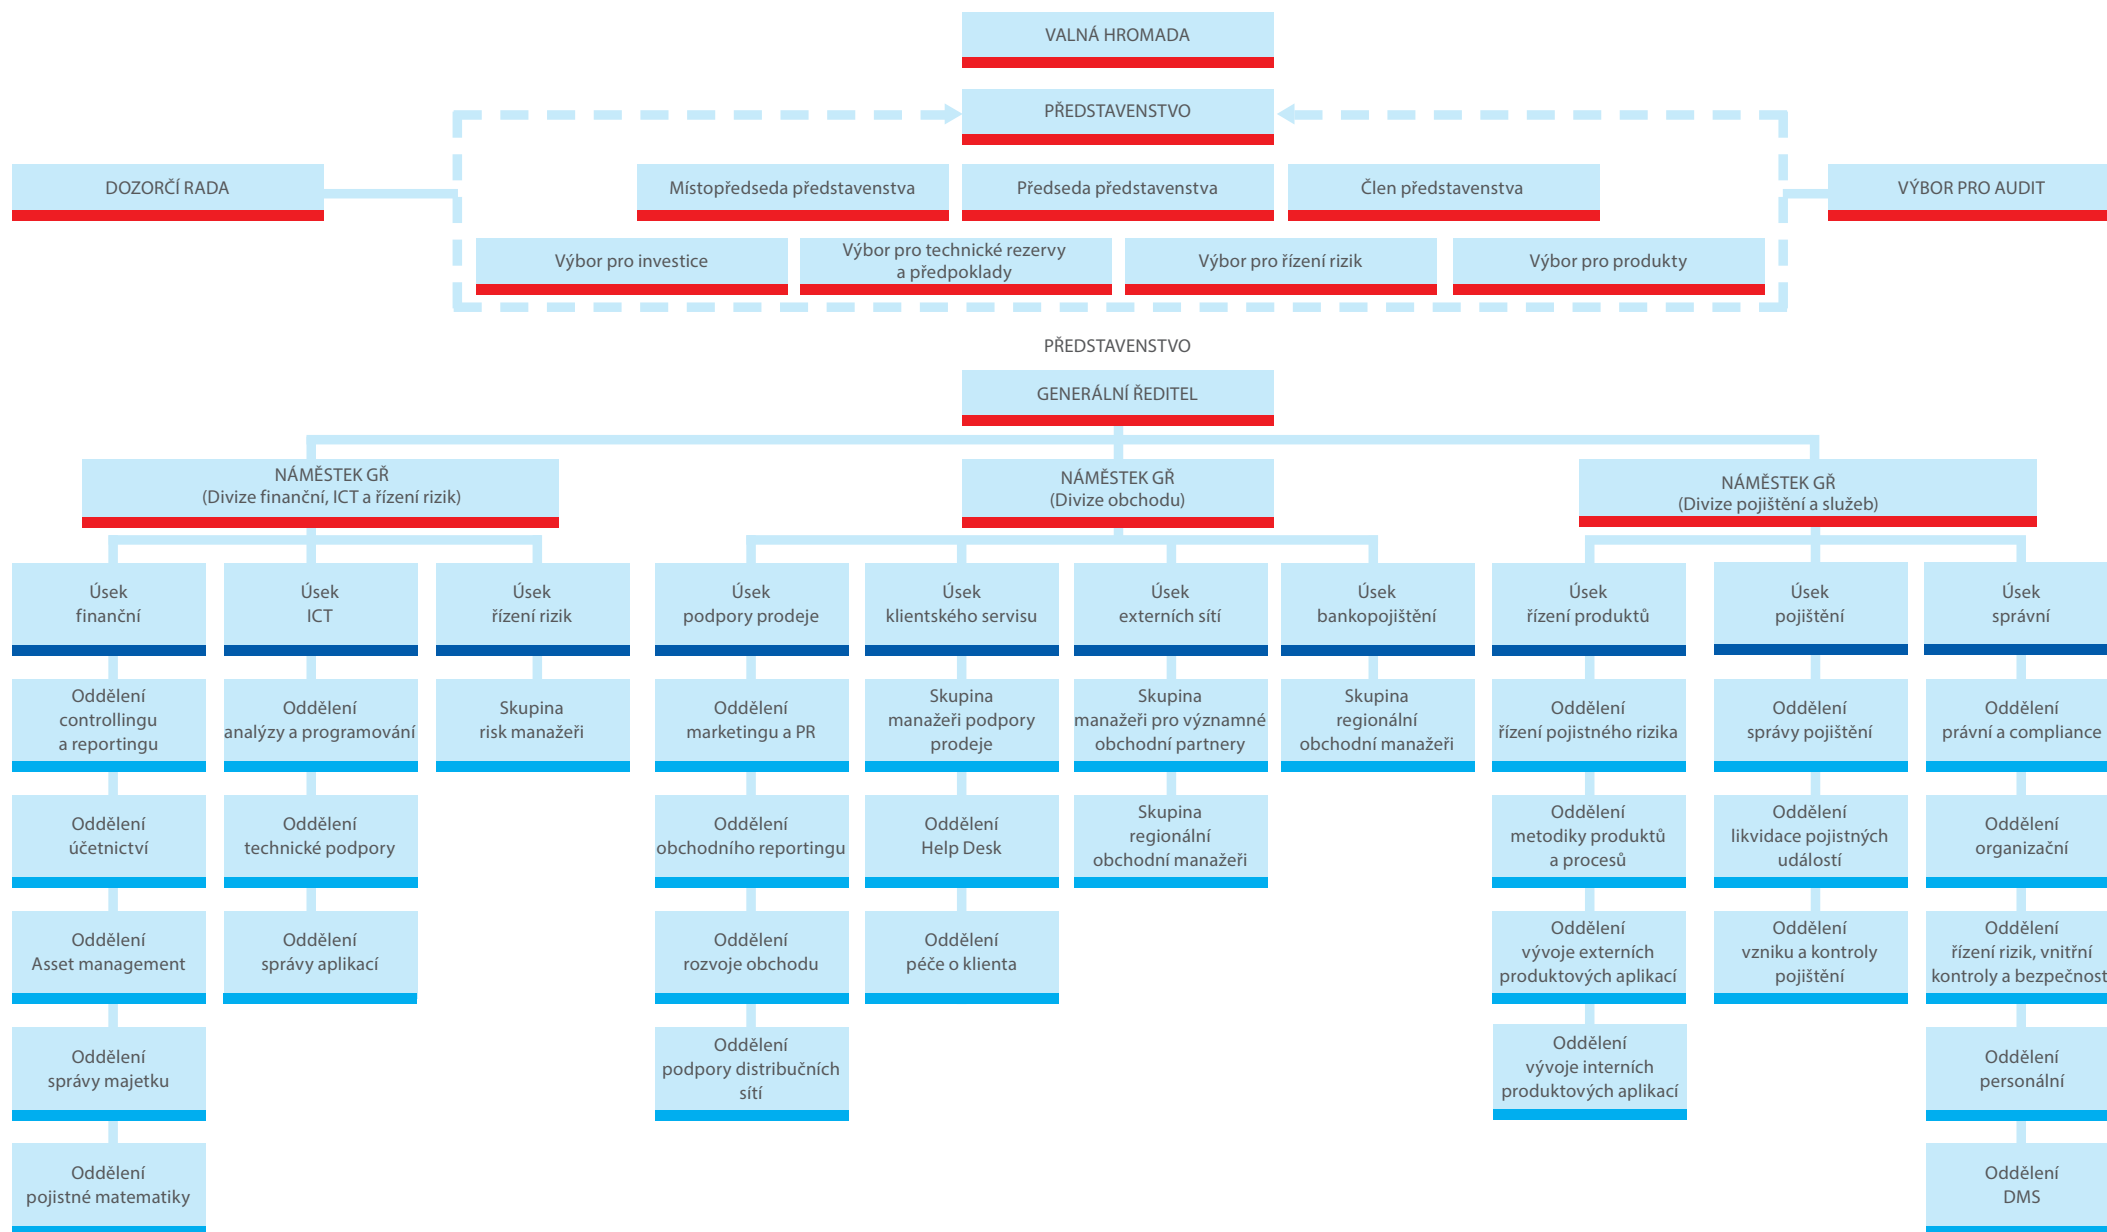 VALNÁ HROMADA
PŘEDSTAVENSTVO
DOZORČÍ RADA
Místopředseda představenstva
Předseda představenstva
Člen představenstva
VÝBOR PRO AUDIT
Výbor pro investice
Výbor pro technické rezervy
a předpoklady
Výbor pro řízení rizik
Výbor pro produkty
PŘEDSTAVENSTVO
GENERÁLNÍ ŘEDITEL
NÁMĚSTEK GŘ
(Divize finanční, ICT a řízení rizik)
NÁMĚSTEK GŘ
(Divize obchodu)
NÁMĚSTEK GŘ
(Divize pojištění a služeb)
Úsek
finanční
Úsek
ICT
Úsek
řízení rizik
Úsek
podpory prodeje
Úsek
klientského servisu
Úsek
externích sítí
Úsek
bankopojištění
Úsek
řízení produktů
Úsek
pojištění
Úsek
správní
Oddělení
controllingu
a reportingu
Oddělení
analýzy a programování
Skupina
risk manažeři
Oddělení
marketingu a PR
Skupina
manažeři podpory
prodeje
Skupina
manažeři pro významné
obchodní partnery
Skupina
regionální
obchodní manažeři
Oddělení
řízení pojistného rizika
Oddělení
správy pojištění
Oddělení
právní a compliance
Oddělení
účetnictví
Oddělení
technické podpory
Oddělení
obchodního reportingu
Oddělení
Help Desk
Skupina
regionální
obchodní manažeři
Oddělení
metodiky produktů
a procesů
Oddělení
likvidace pojistných
událostí
Oddělení
organizační
Oddělení
Asset management
Oddělení
správy aplikací
Oddělení
rozvoje obchodu
Oddělení
péče o klienta
Oddělení
vývoje externích
produktových aplikací
Oddělení
vzniku a kontroly
pojištění
Oddělení
řízení rizik, vnitřní
kontroly a bezpečnost
Oddělení
správy majetku
Oddělení
podpory distribučních
sítí
Oddělení
vývoje interních
produktových aplikací
Oddělení
personální
Oddělení
pojistné matematiky
Oddělení
DMS